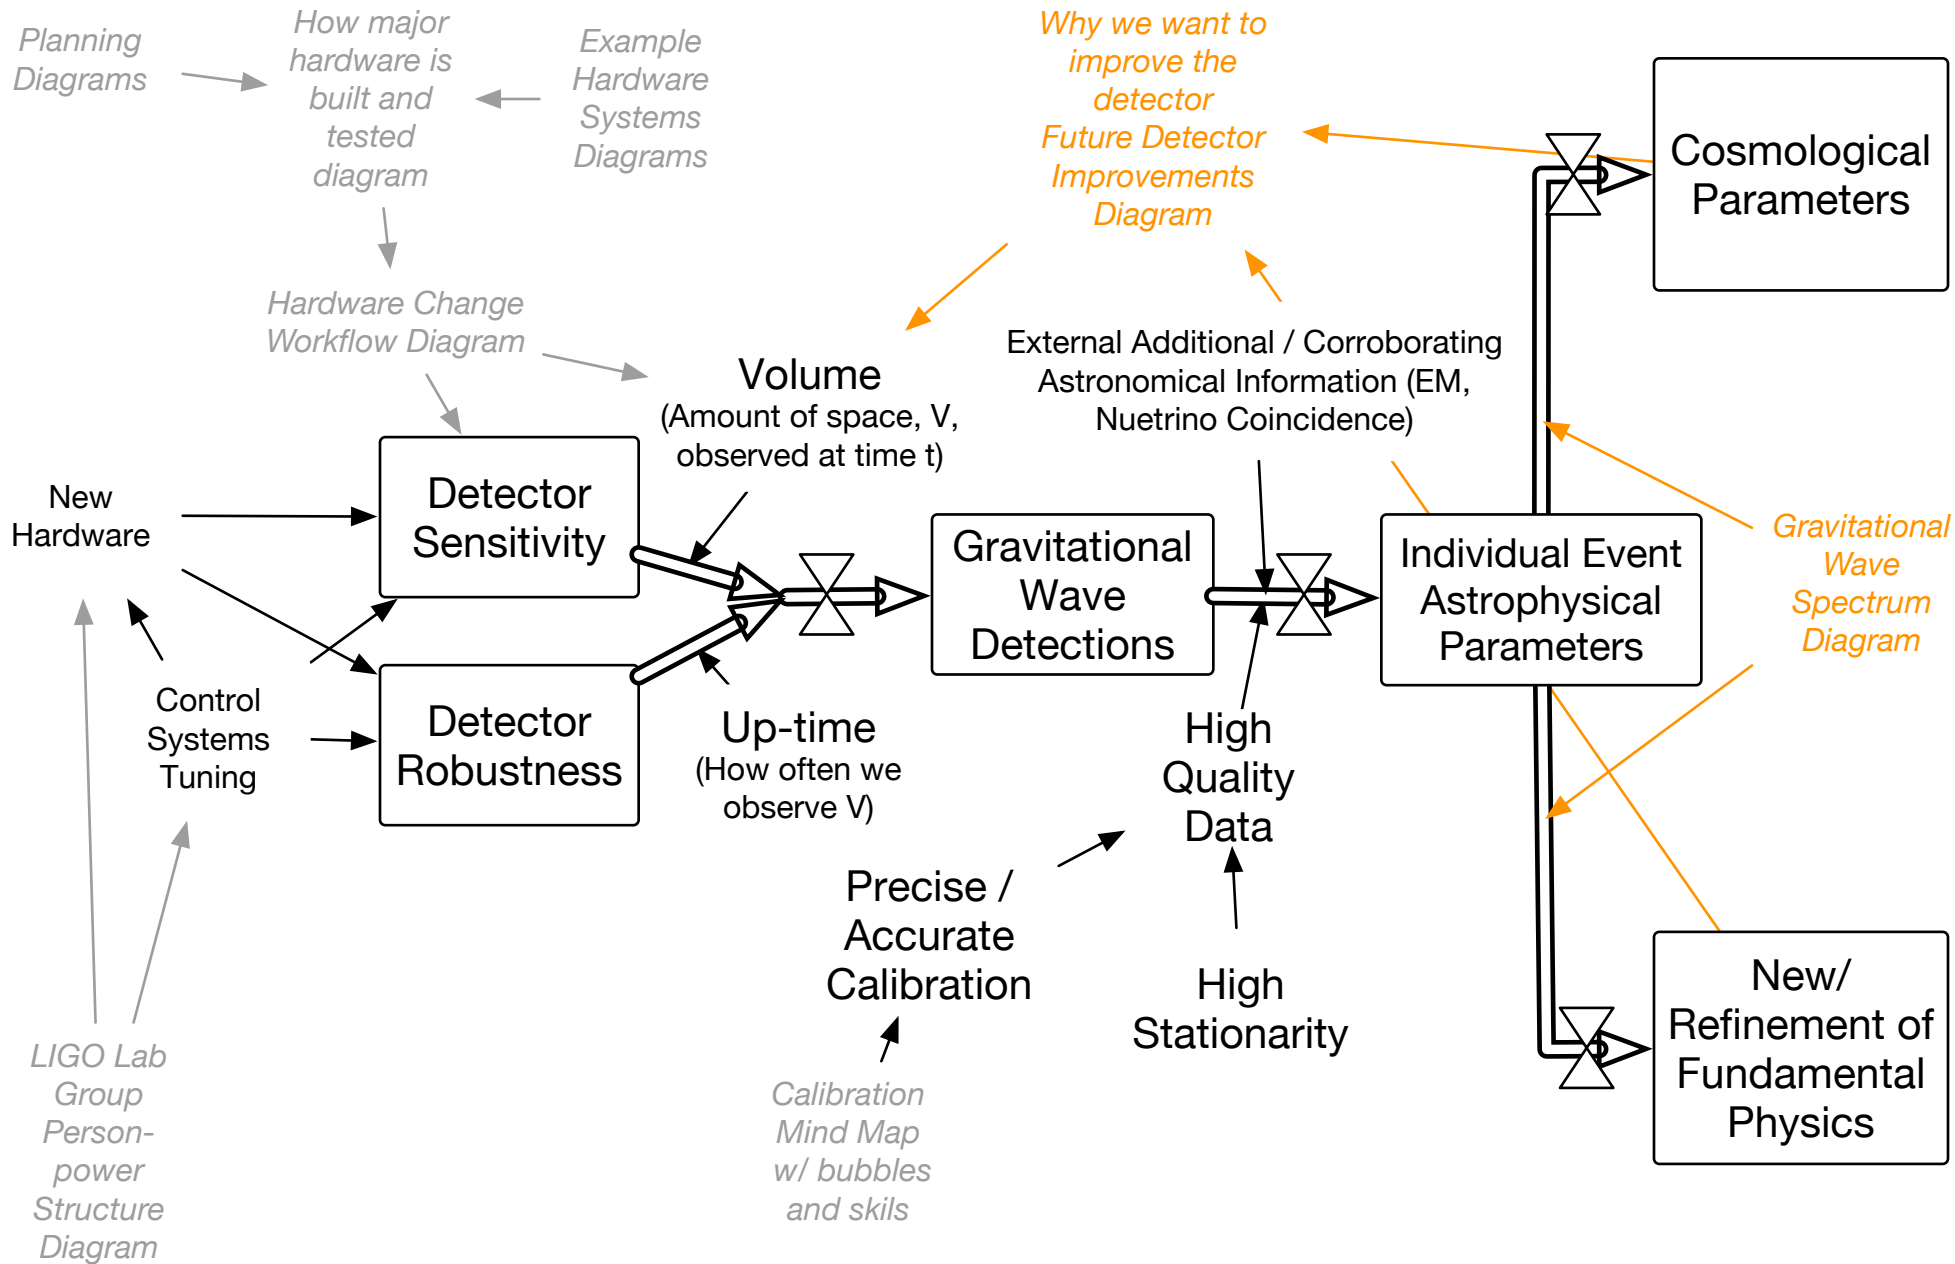 Planning
Diagrams
How major
hardware is
built and
tested
diagram
Example
Hardware
Systems
Diagrams
Why we want to
improve the
detector
Future Detector
Improvements
Diagram
Cosmological
Parameters
Hardware Change
Workflow Diagram
Volume
(Amount of space, V,
observed at time t)
External Additional / Corroborating
Astronomical Information (EM,
Nuetrino Coincidence)
New
Hardware
Detector
Sensitivity
Gravitational
Wave
Detections
Individual Event
Astrophysical
Parameters
Gravitational
Wave
Spectrum
Diagram
Control
Systems
Tuning
Detector
Robustness
Up-time
(How often we
observe V)
High
Quality
Data
Precise /
Accurate
Calibration
High
Stationarity
New/
Refinement of
Fundamental
Physics
LIGO Lab
Group
Person-
power
Structure
Diagram
Calibration
Mind Map
w/ bubbles
and skils